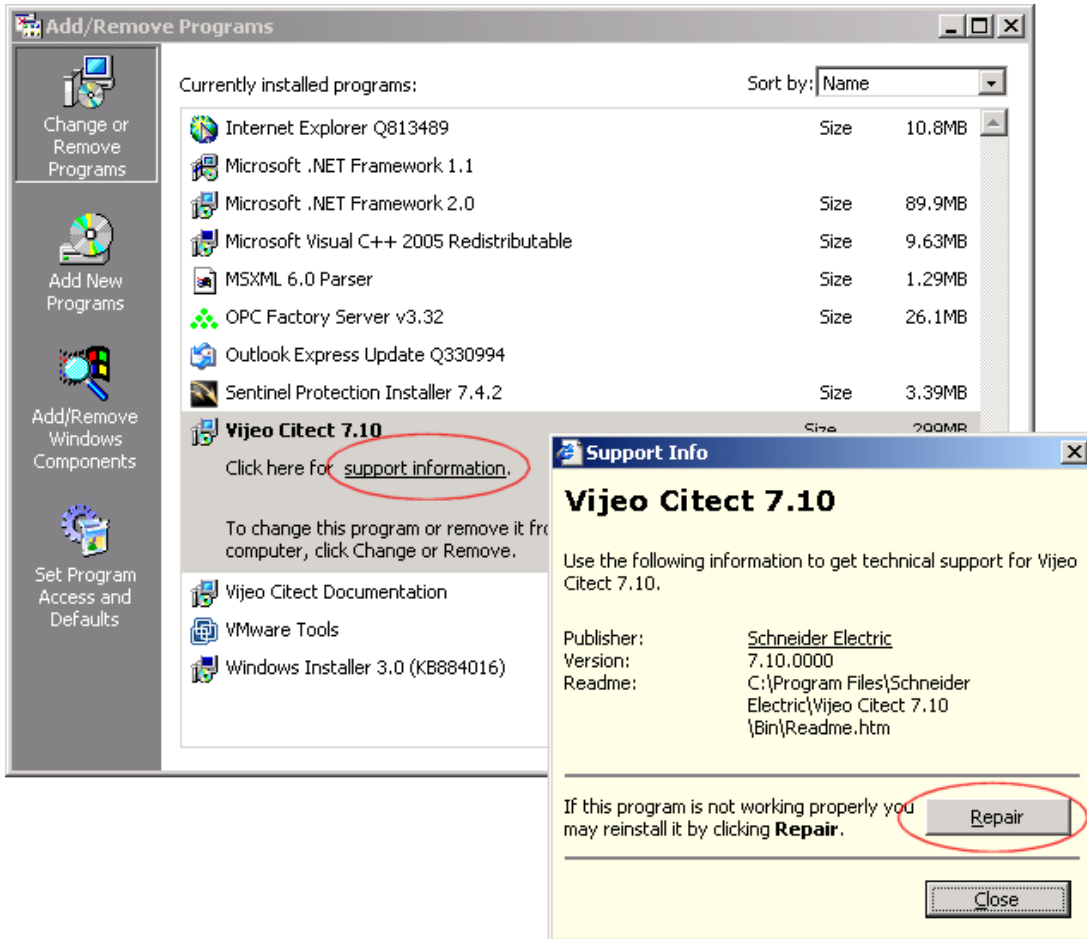 Add/Remove Programs
Change or
Remove
Programs
Add New
Programs
Add/Remove
Windows
Components
Set Program
Access and
Defaults
Currently installed programs:
Sort by: Name
Internet Explorer Q813489 Size 10.8MB
Microsoft .NET Framework 1.1
Microsoft .NET Framework 2.0 Size 89.9MB
Microsoft Visual C++ 2005 Redistributable Size 9.63MB
MSXML 6.0 Parser Size 1.29MB
OPC Factory Server v3.32 Size 26.1MB
Outlook Express Update Q330994
Sentinel Protection Installer 7.4.2 Size 3.39MB
Vijeo Citect 7.10 Size 299MB
Click here for support information.
To change this program or remove it fro
computer, click Change or Remove.
Vijeo Citect Documentation
VMware Tools
Windows Installer 3.0 (KB884016)
Support Info
Vijeo Citect 7.10
Use the following information to get technical support for Vijeo
Citect 7.10.
Publisher: Schneider Electric
Version: 7.10.0000
Readme: C:\Program Files\Schneider
Electric\Vijeo Citect 7.10
\Bin\Readme.htm
If this program is not working properly you
may reinstall it by clicking Repair.
Repair
Close